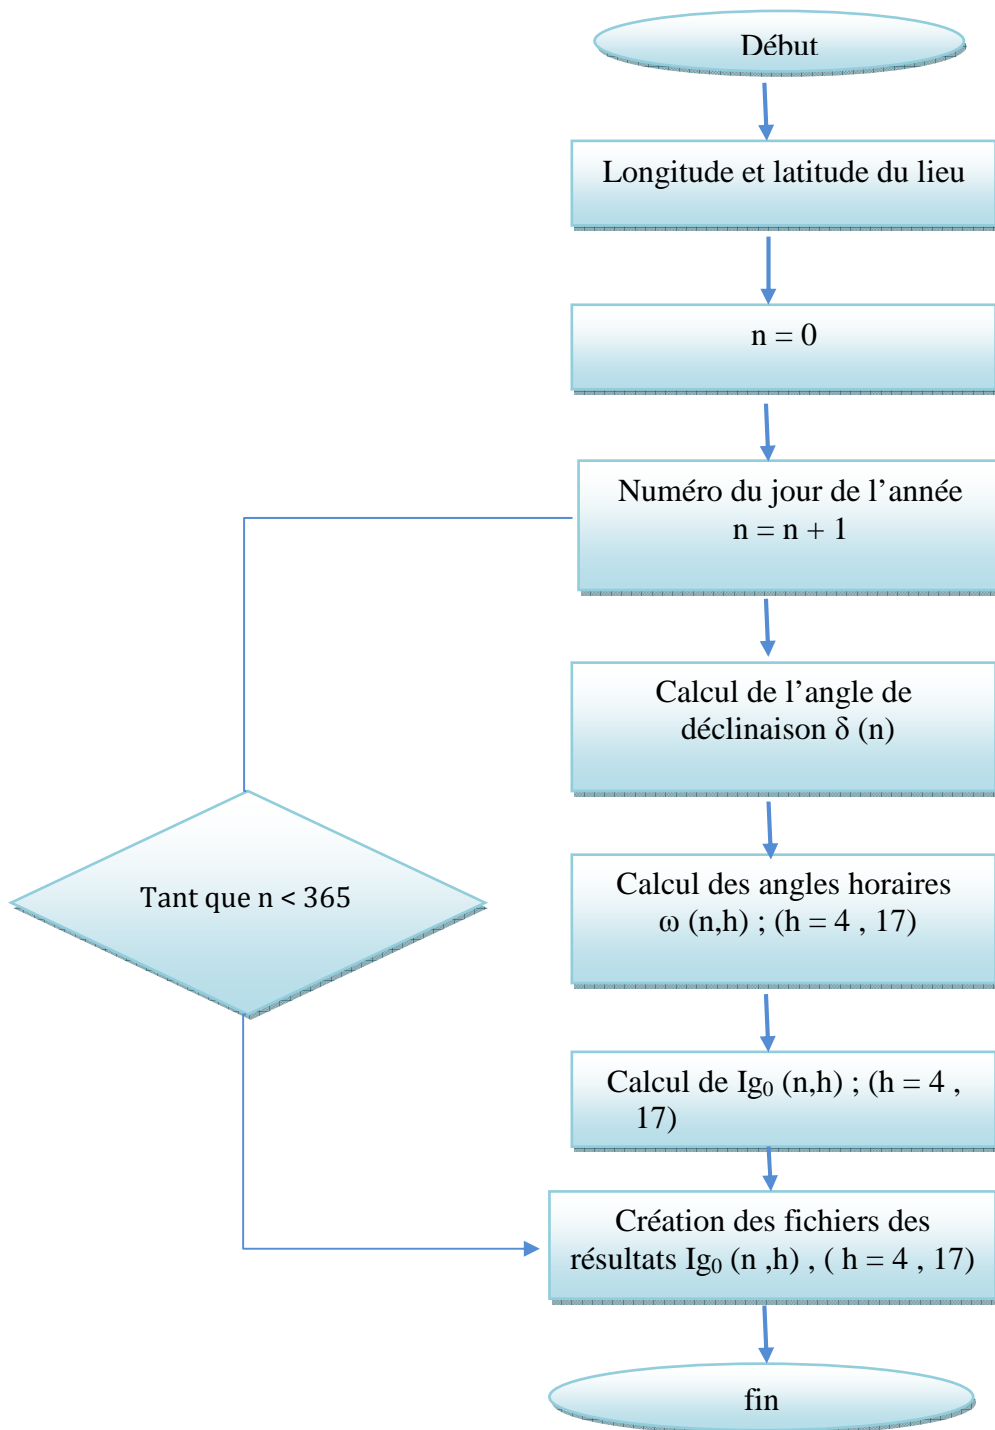 Début
Longitude et latitude du lieu
n = 0
Numéro du jour de l’année
n = n + 1
Calcul de l’angle de
déclinaison δ (n)
Tant que n < 365
Calcul des angles horaires
ω (n,h) ; (h = 4 , 17)
Calcul de Ig₀ (n,h) ; (h = 4 ,
17)
Création des fichiers des
résultats Ig₀ (n ,h) , ( h = 4 , 17)
fin